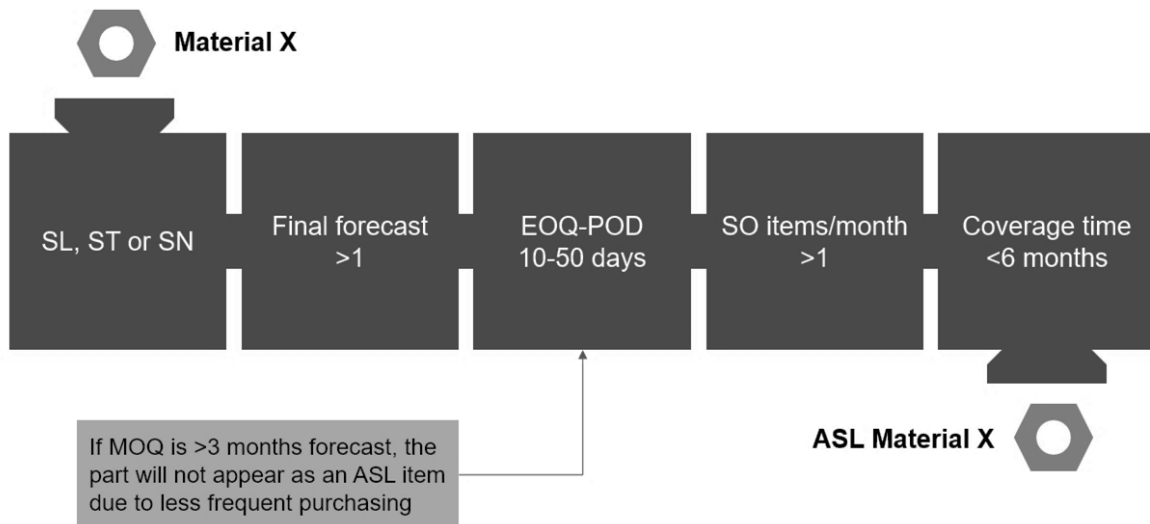 Material X
SL, ST or SN
Final forecast
>1
EOQ-POD
10-50 days
SO items/month
>1
Coverage time
<6 months
If MOQ is >3 months forecast, the
part will not appear as an ASL item
due to less frequent purchasing
ASL Material X